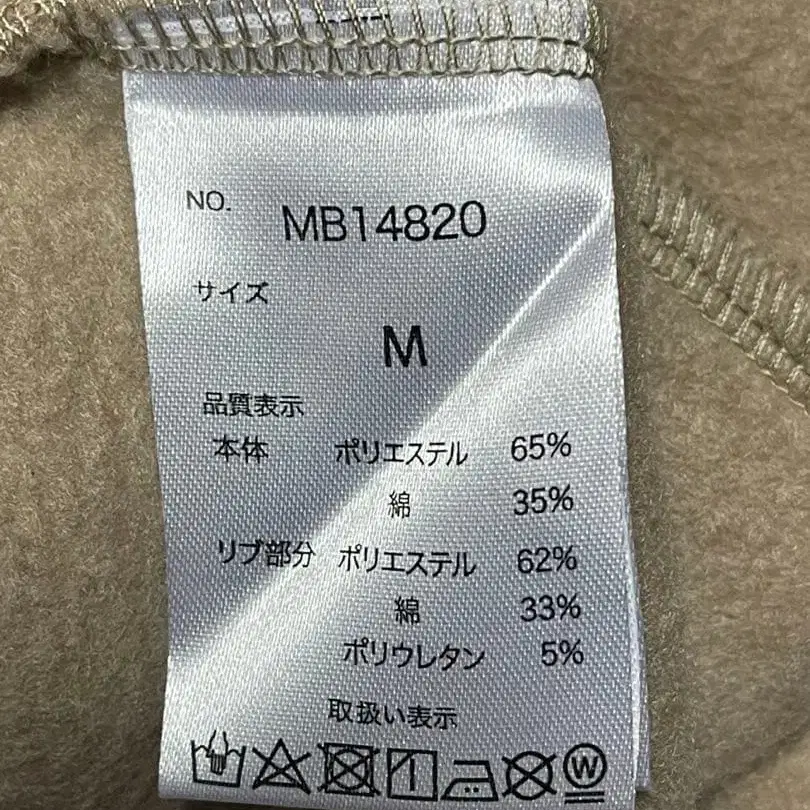 NO. MB14820
サイズ
M
品質表示
本体 ポリエステル 65%
綿 35%
リブ部分 ポリエステル 62%
綿 33%
ポリウレタン 5%
取扱い表示
W